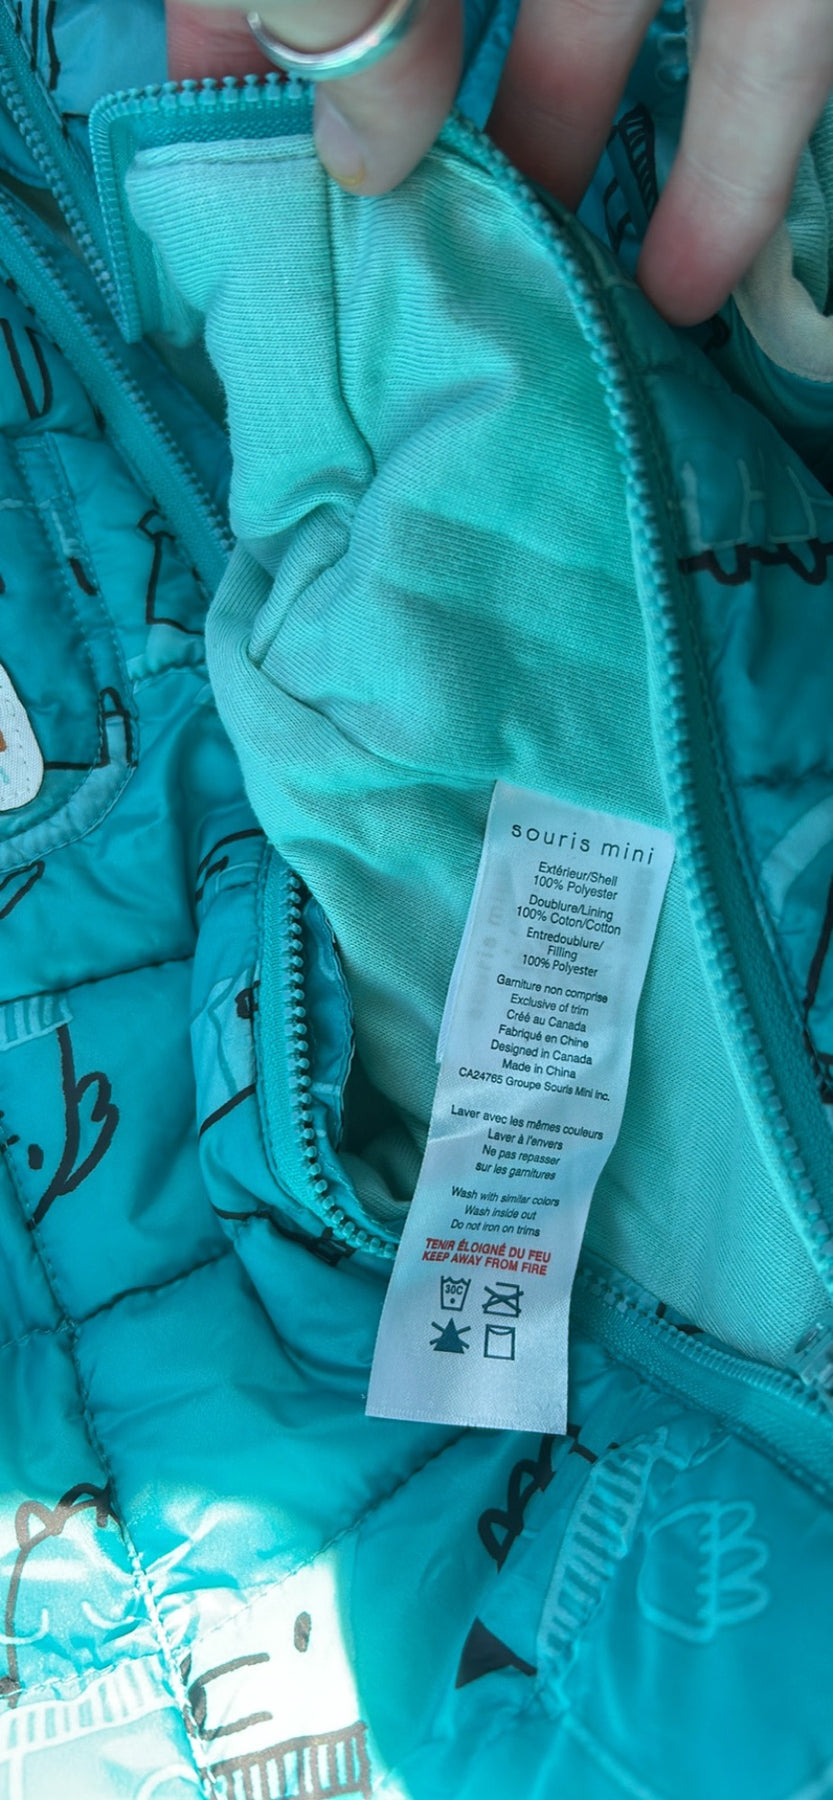 souris mini
Extérieur/Shell
100% Polyester
Doublure/Lining
100% Coton/Cotton
Entredoublure/
Filling
100% Polyester
Garniture non comprise
Exclusive of trim
Créé au Canada
Fabriqué en Chine
Designed in Canada
Made in China
CA24765 Groupe Souris Mini Inc.
Laver avec les mêmes couleurs
Laver à l'envers
Ne pas repasser
sur les garnitures
Wash with similar colors
Wash inside out
Do not iron on trims
TENIR ÉLOIGNÉ DU FEU
KEEP AWAY FROM FIRE
30C